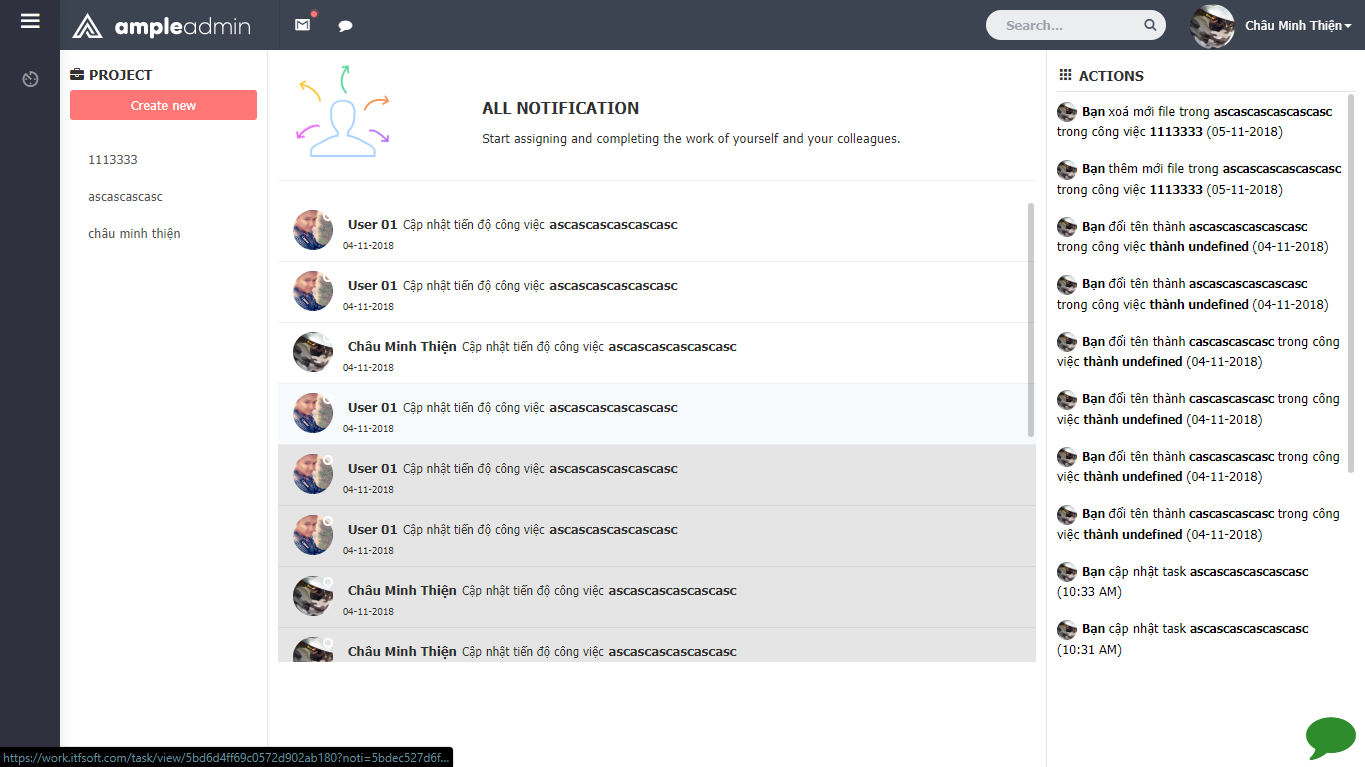 ampleadmin
Search...
Châu Minh Thiện
PROJECT
Create new
1113333
ascascascasc
châu minh thiện
ALL NOTIFICATION
Start assigning and completing the work of yourself and your colleagues.
User 01 Cập nhật tiến độ công việc ascascascascascasc
04-11-2018
User 01 Cập nhật tiến độ công việc ascascascascascasc
04-11-2018
Châu Minh Thiện Cập nhật tiến độ công việc ascascascascascasc
04-11-2018
User 01 Cập nhật tiến độ công việc ascascascascascasc
04-11-2018
User 01 Cập nhật tiến độ công việc ascascascascascasc
04-11-2018
User 01 Cập nhật tiến độ công việc ascascascascascasc
04-11-2018
Châu Minh Thiện Cập nhật tiến độ công việc ascascascascascasc
04-11-2018
Châu Minh Thiện Cập nhật tiến độ công việc ascascascascascasc
ACTIONS
Bạn xoá mới file trong ascascascascascasc
trong công việc 1113333 (05-11-2018)
Bạn thêm mới file trong ascascascascascasc
trong công việc 1113333 (05-11-2018)
Bạn đổi tên thành ascascascascascasc
trong công việc thành undefined (04-11-2018)
Bạn đổi tên thành ascascascascascasc
trong công việc thành undefined (04-11-2018)
Bạn đổi tên thành cascascascasc trong công
việc thành undefined (04-11-2018)
Bạn đổi tên thành cascascascasc trong công
việc thành undefined (04-11-2018)
Bạn đổi tên thành cascascascasc trong công
việc thành undefined (04-11-2018)
Bạn đổi tên thành cascascascasc trong công
việc thành undefined (04-11-2018)
Bạn cập nhật task ascascascascascasc
(10:33 AM)
Bạn cập nhật task ascascascascascasc
(10:31 AM)
https://work.itfsoft.com/task/view/5bd6d4ff69c0572d902ab180?noti=5bdec527d6f...